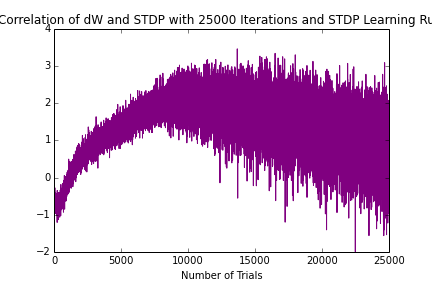 Correlation of dW and STDP with 25000 Iterations and STDP Learning Ru
4
3
2
1
0
−1
−2
0 5000 10000 15000 20000 25000
Number of Trials